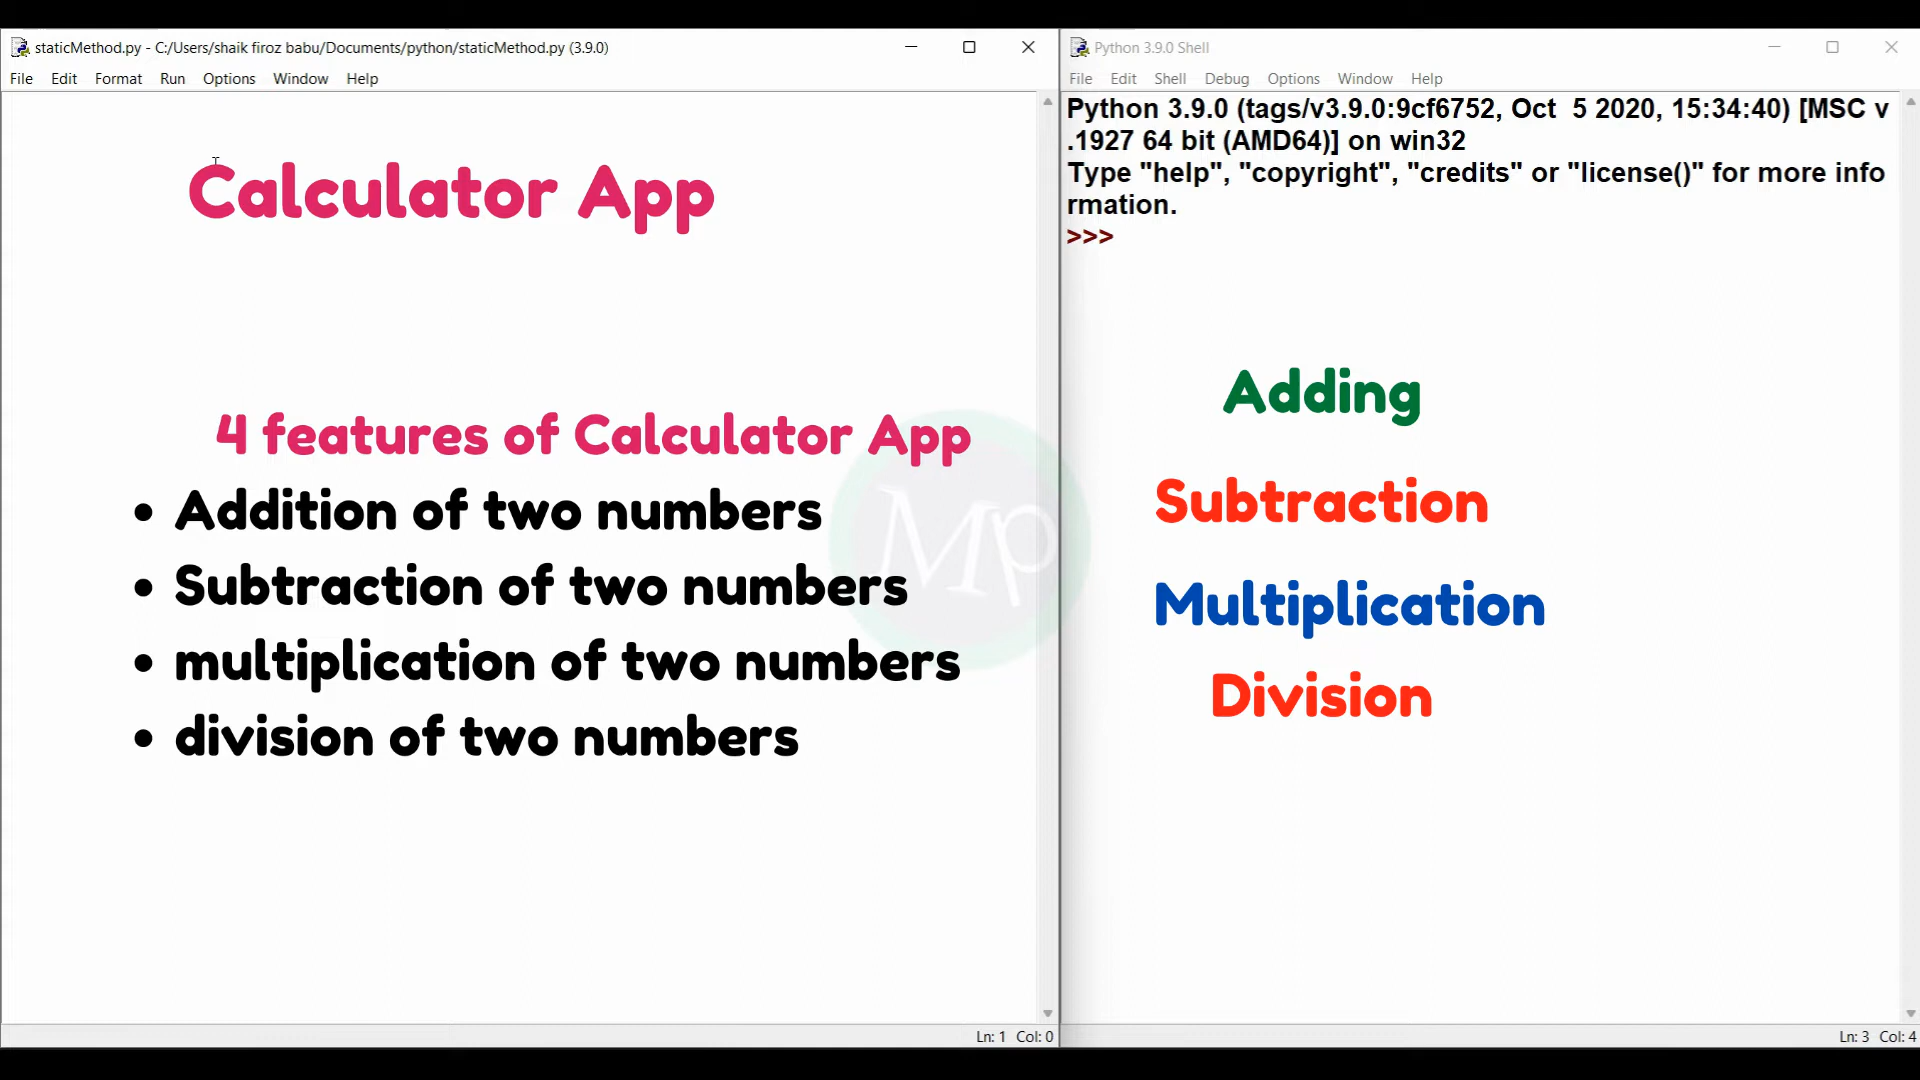 staticMethod.py - C:/Users/shaik firoz babu/Documents/python/staticMethod.py (3.9.0)
File Edit Format Run Options Window Help
Calculator App
4 features of Calculator App
• Addition of two numbers
• Subtraction of two numbers
• multiplication of two numbers
• division of two numbers
Mp
Ln: 1 Col: 0
Python 3.9.0 Shell
File Edit Shell Debug Options Window Help
Python 3.9.0 (tags/v3.9.0:9cf6752, Oct  5 2020, 15:34:40) [MSC v
.1927 64 bit (AMD64)] on win32
Type "help", "copyright", "credits" or "license()" for more info
rmation.
>>>
Adding
Subtraction
Multiplication
Division
Ln: 3 Col: 4